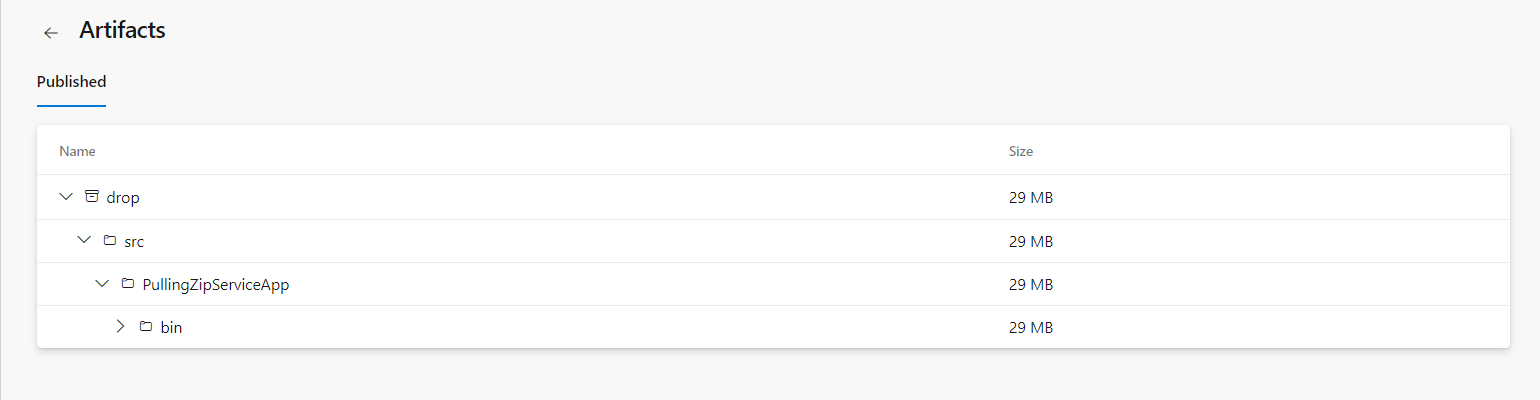 Artifacts
Published
Name Size
drop 29 MB
src 29 MB
PullingZipServiceApp 29 MB
bin 29 MB